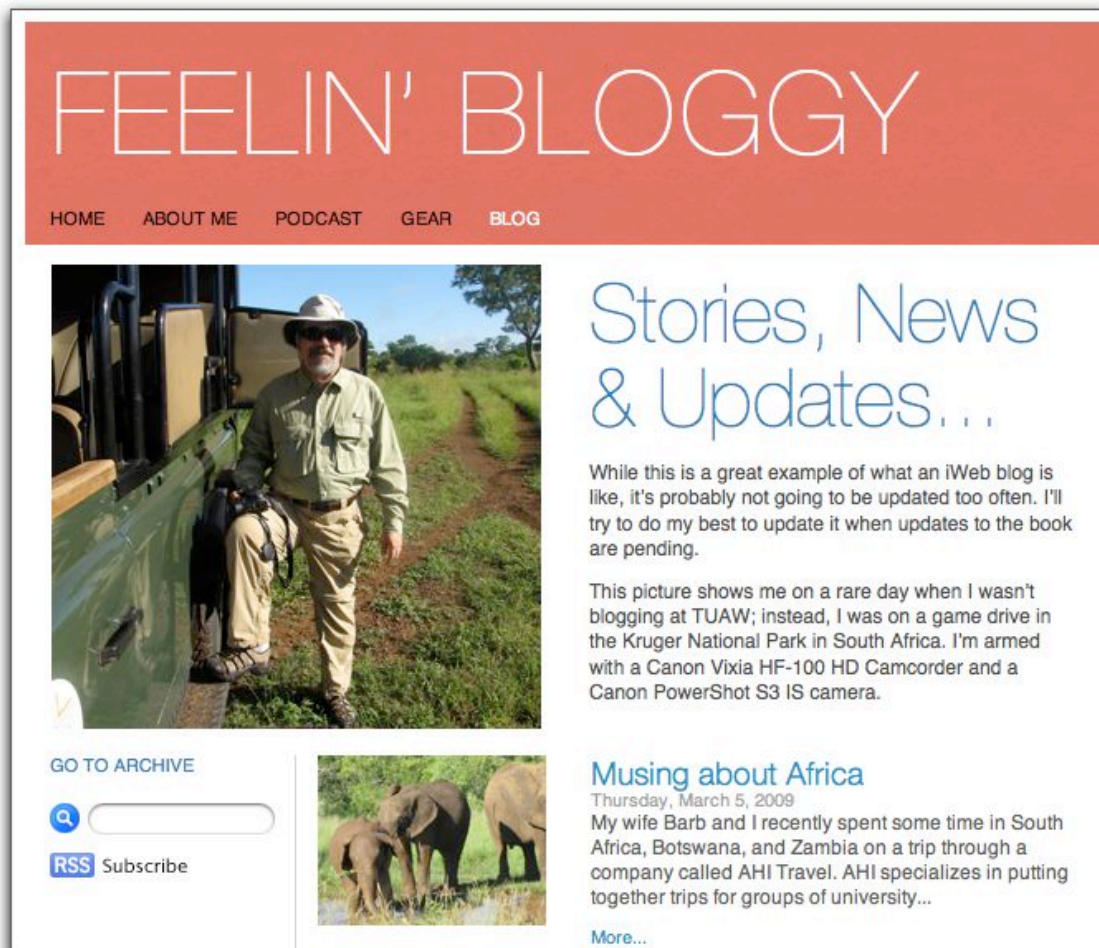 FEELIN' BLOGGY
HOME ABOUT ME PODCAST GEAR BLOG
Stories, News
& Updates...
While this is a great example of what an iWeb blog is
like, it's probably not going to be updated too often. I'll
try to do my best to update it when updates to the book
are pending.
This picture shows me on a rare day when I wasn't
blogging at TUAW; instead, I was on a game drive in
the Kruger National Park in South Africa. I'm armed
with a Canon Vixia HF-100 HD Camcorder and a
Canon PowerShot S3 IS camera.
GO TO ARCHIVE
RSS Subscribe
Musing about Africa
Thursday, March 5, 2009
My wife Barb and I recently spent some time in South
Africa, Botswana, and Zambia on a trip through a
company called AHI Travel. AHI specializes in putting
together trips for groups of university...
More...